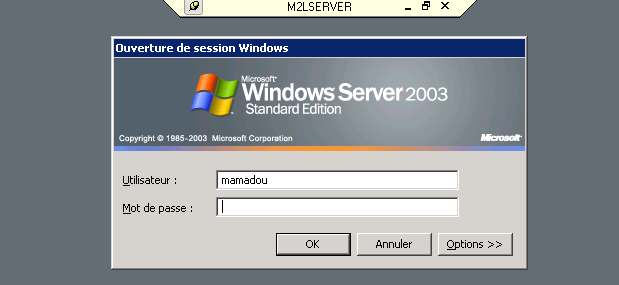 M2LSERVER
Ouverture de session Windows
Microsoft
Windows Server 2003
Standard Edition
Copyright © 1985-2003 Microsoft Corporation Microsoft
Utilisateur : mamadou
Mot de passe :
OK Annuler Options >>